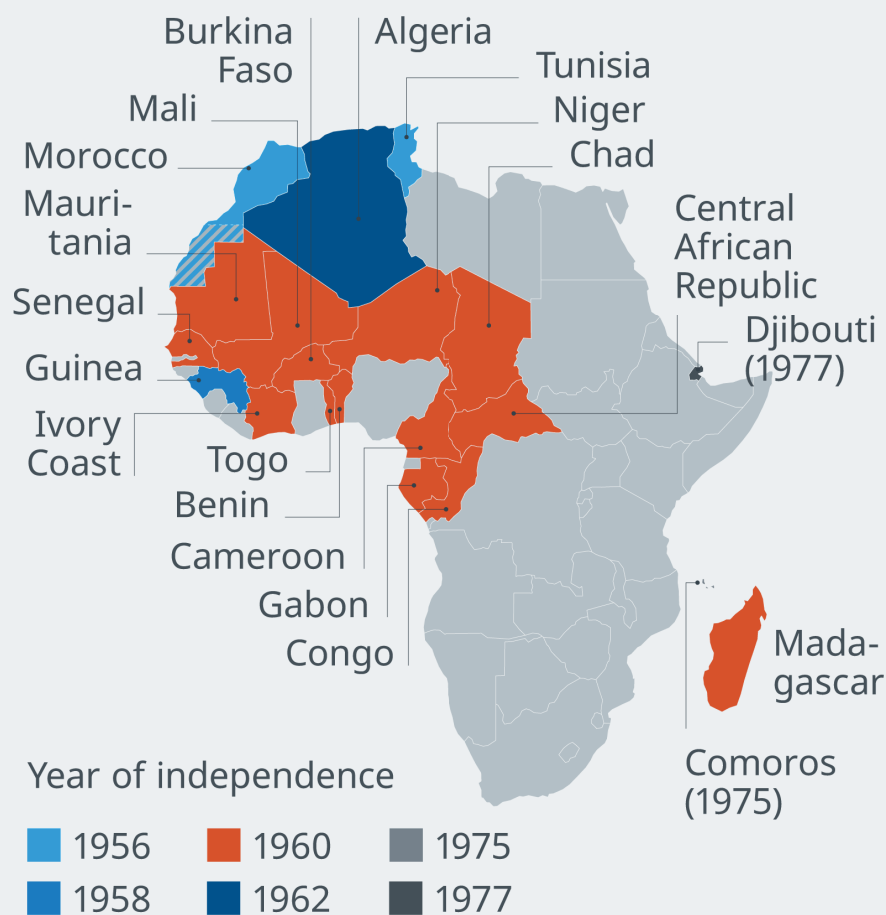 Burkina
Faso
Algeria
Tunisia
Mali
Niger
Morocco
Chad
Mauri-
tania
Central
African
Republic
Senegal
Djibouti
(1977)
Guinea
Ivory
Coast
Togo
Benin
Cameroon
Gabon
Congo
Mada-
gascar
Comoros
(1975)
Year of independence
1956
1960
1975
1958
1962
1977